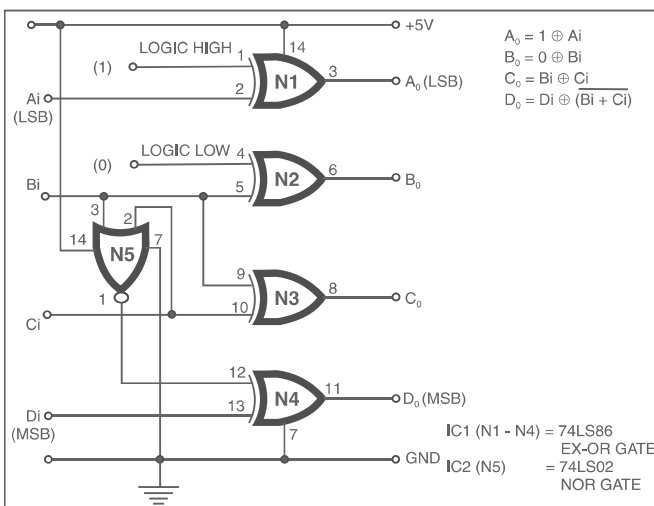 +5V
LOGIC HIGH
(1)
1
14
N1
3
A₀ (LSB)
Ai
(LSB)
2
A₀ = 1 ⊕ Ai
B₀ = 0 ⊕ Bi
C₀ = Bi ⊕ Ci
D₀ = Di ⊕ (B̅i̅ ̅+̅ ̅C̅i̅)
LOGIC LOW
(0)
4
N2
6
B₀
Bi
5
3
2
14
N5
7
1
9
N3
8
C₀
10
Ci
12
N4
11
D₀ (MSB)
13
Di
(MSB)
7
GND
IC1 (N1 - N4) = 74LS86
EX-OR GATE
IC2 (N5) = 74LS02
NOR GATE